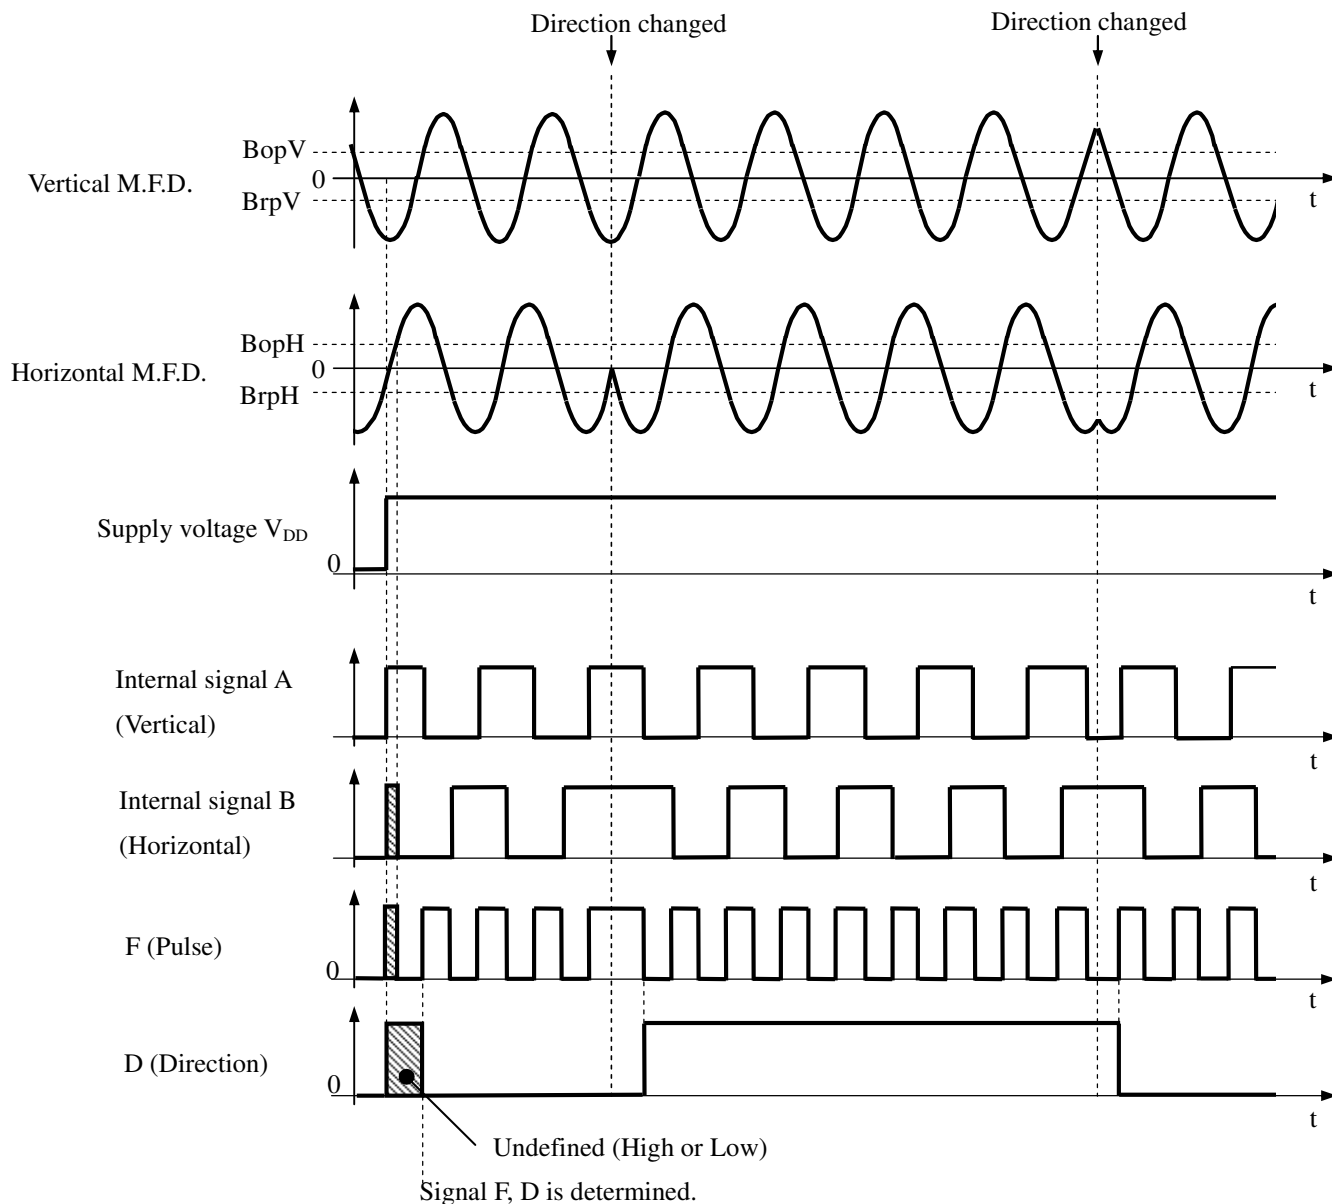 Direction changed
Direction changed
BopV
Vertical M.F.D.
0
BrpV
t
BopH
Horizontal M.F.D.
0
BrpH
t
Supply voltage VDD
0
t
Internal signal A
(Vertical)
t
Internal signal B
(Horizontal)
t
F (Pulse)
0
t
D (Direction)
0
t
Undefined (High or Low)
Signal F, D is determined.